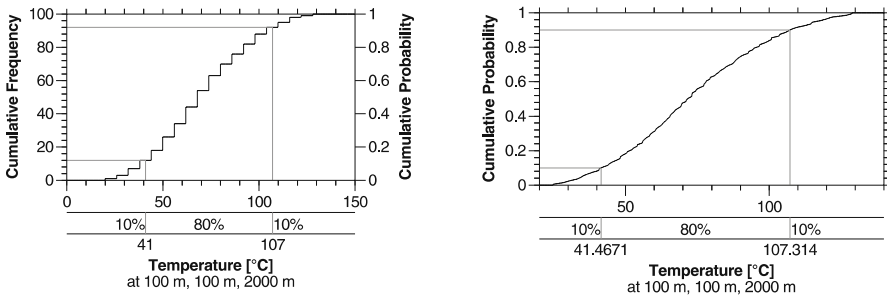 Cumulative Frequency
100
80
60
40
20
0
1
0.8
0.6
0.4
0.2
0
Cumulative Probability
0 50 100 150
10% 80% 10%
41 107
Temperature [°C]
at 100 m, 100 m, 2000 m
Cumulative Probability
1
0.8
0.6
0.4
0.2
0
50 100
10% 80% 10%
41.4671 107.314
Temperature [°C]
at 100 m, 100 m, 2000 m